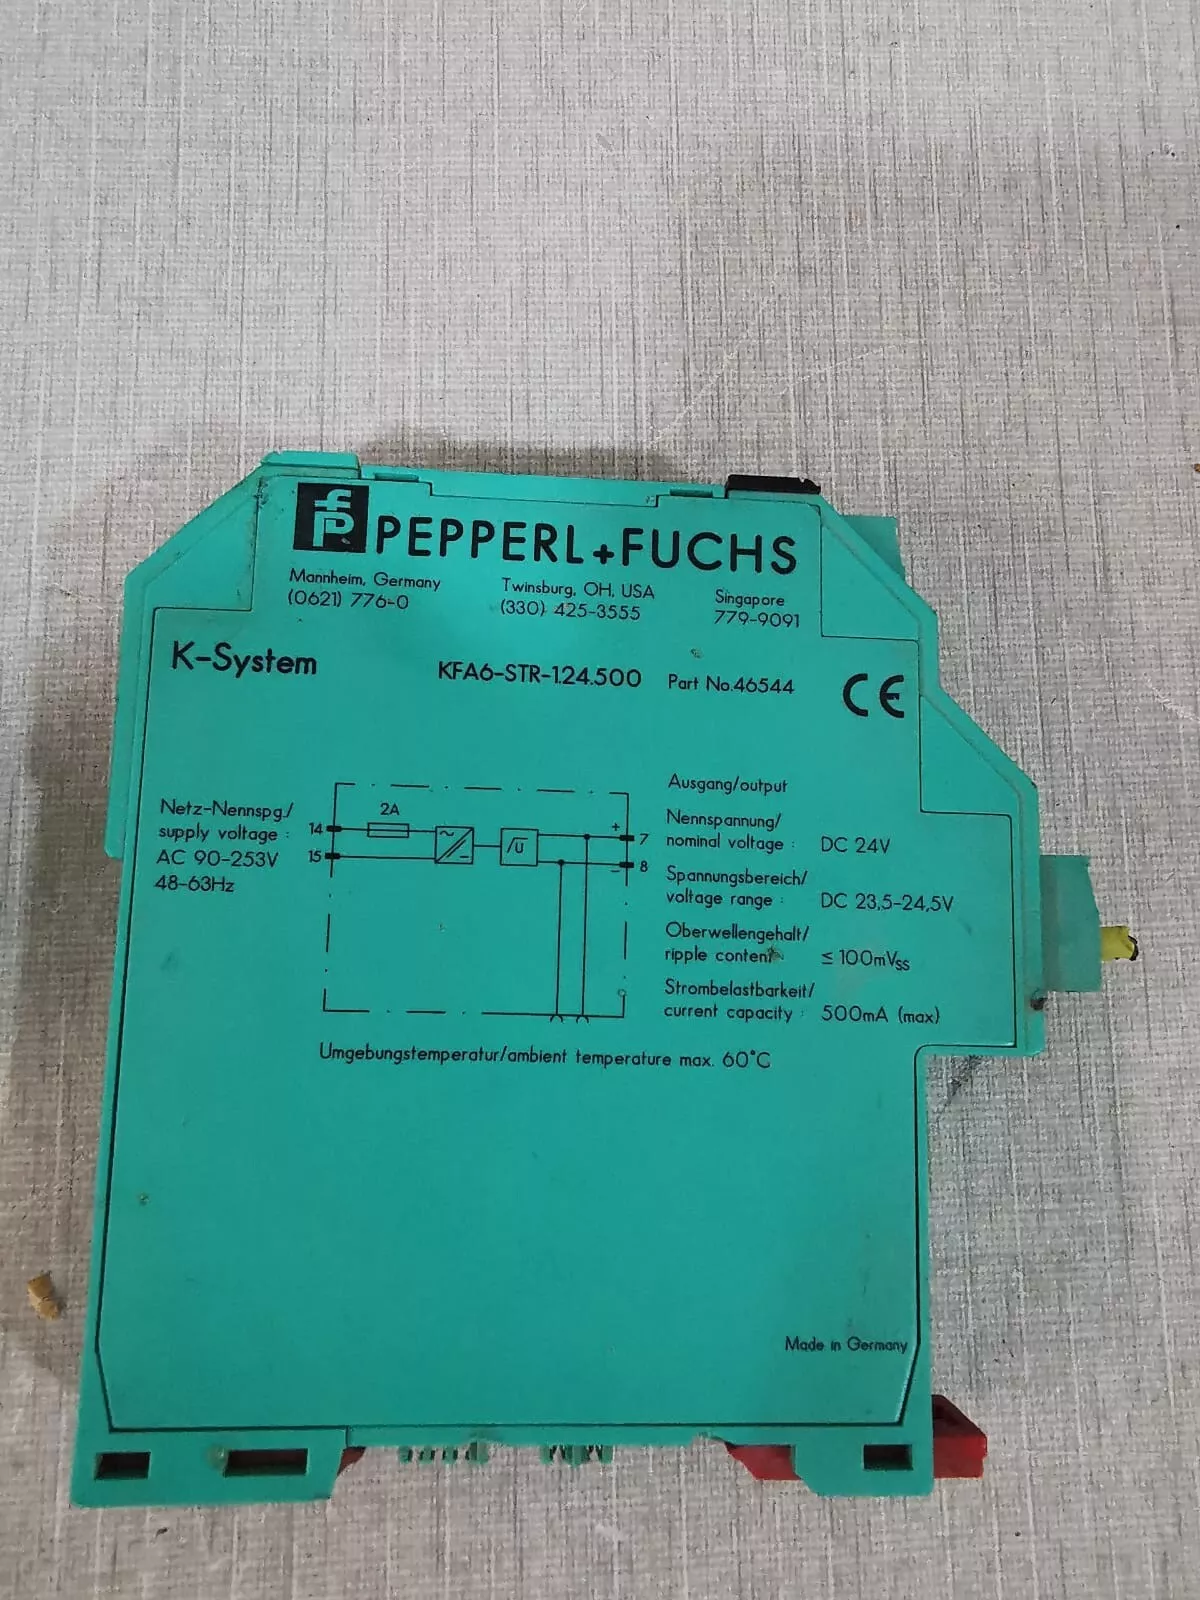 PEPPERL+FUCHS
Mannheim, Germany Twinsburg, OH, USA Singapore
(0621) 776-0 (330) 425-3555 779-9091
K-System KFA6-STR-1.24.500 Part No.46544 CE
Netz-Nennspg./
supply voltage :
AC 90-253V
48-63Hz
2A
14
15
~
–
/U
+
7
8
–
Ausgang/output
Nennspannung/
nominal voltage : DC 24V
Spannungsbereich/
voltage range : DC 23,5-24,5V
Oberwellengehalt/
ripple content : ≤ 100mVSS
Strombelastbarkeit/
current capacity : 500mA (max)
Umgebungstemperatur/ambient temperature max. 60°C
Made in Germany